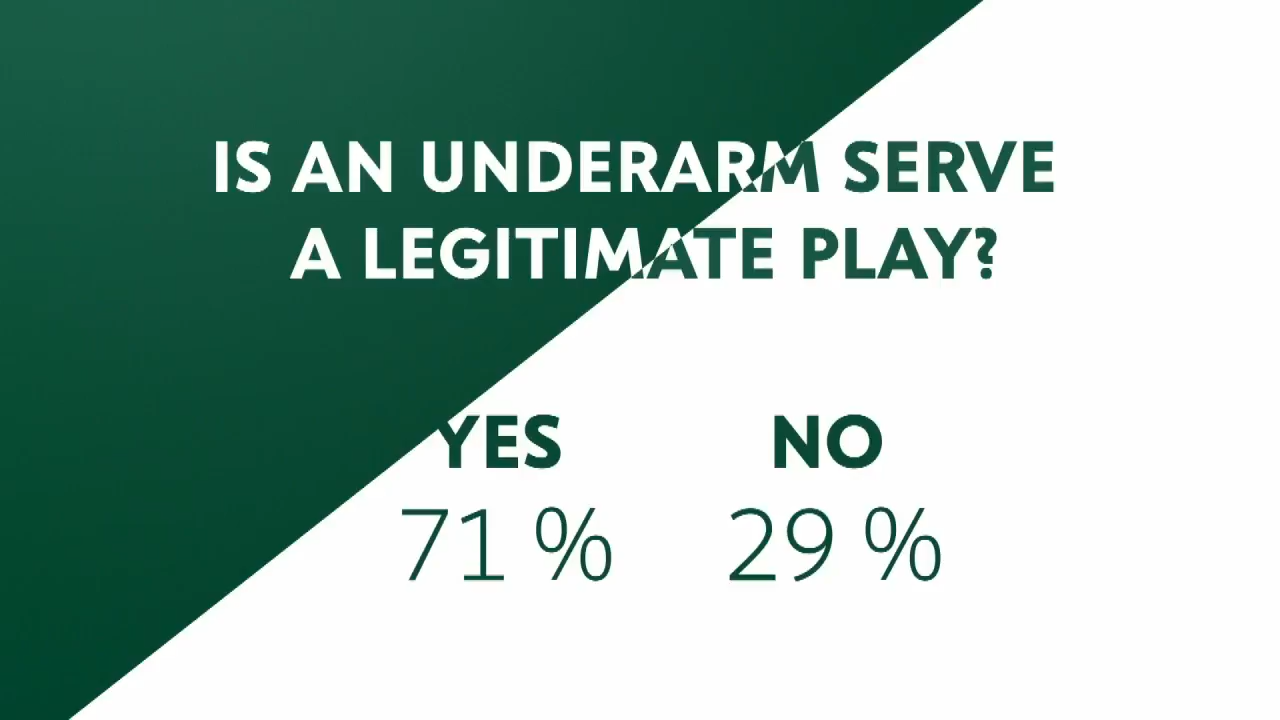 IS AN UNDERARM SERVE
A LEGITIMATE PLAY?
YES NO
71 % 29 %